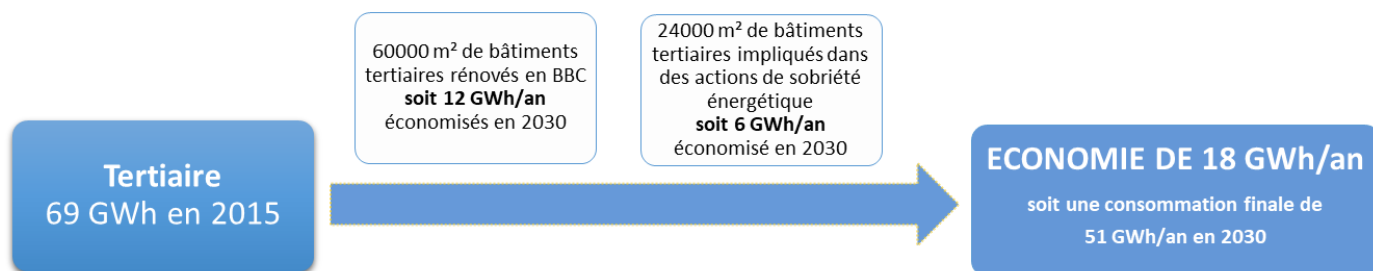 60000 m² de bâtiments
tertiaires rénovés en BBC
soit 12 GWh/an
économisés en 2030
24000 m² de bâtiments
tertiaires impliqués dans
des actions de sobriété
énergétique
soit 6 GWh/an
économisé en 2030
Tertiaire
69 GWh en 2015
ECONOMIE DE 18 GWh/an
soit une consommation finale de
51 GWh/an en 2030